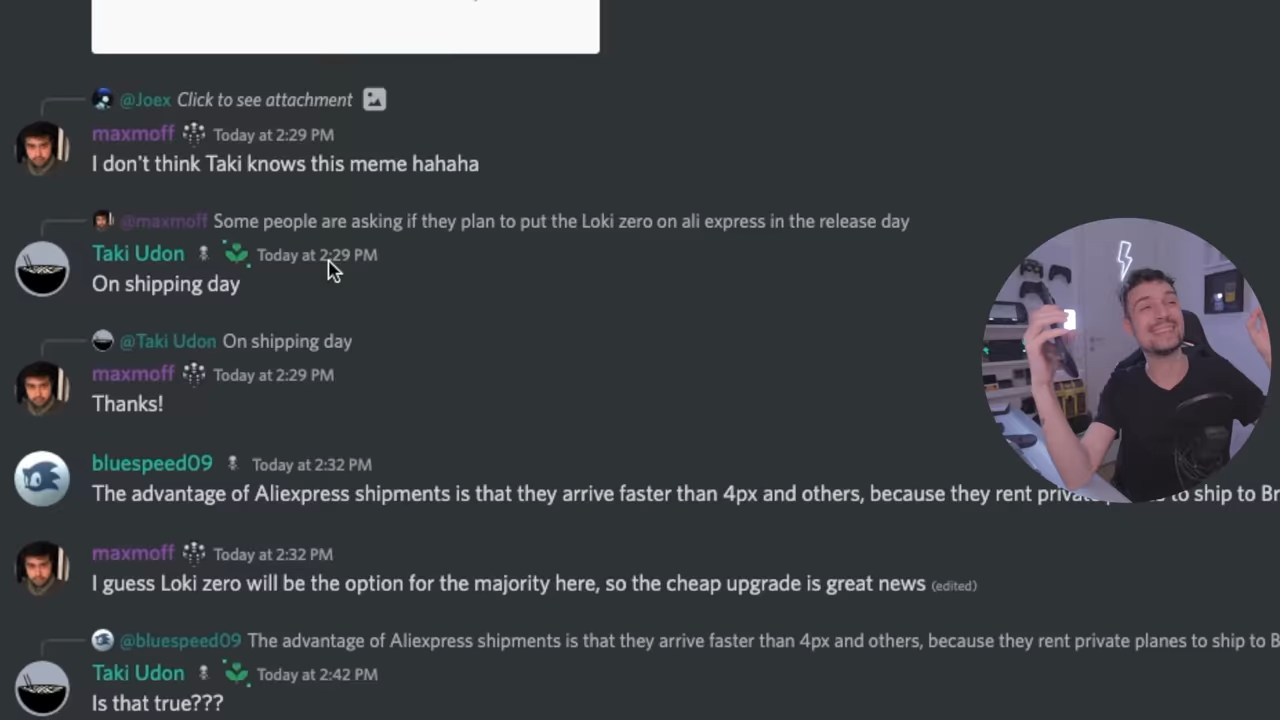 @Joex Click to see attachment
maxmoff Today at 2:29 PM
I don't think Taki knows this meme hahaha
@maxmoff Some people are asking if they plan to put the Loki zero on ali express in the release day
Taki Udon Today at 2:29 PM
On shipping day
@Taki Udon On shipping day
maxmoff Today at 2:29 PM
Thanks!
bluespeed09 Today at 2:32 PM
The advantage of Aliexpress shipments is that they arrive faster than 4px and others, because they rent private planes to ship to Br
maxmoff Today at 2:32 PM
I guess Loki zero will be the option for the majority here, so the cheap upgrade is great news (edited)
@bluespeed09 The advantage of Aliexpress shipments is that they arrive faster than 4px and others, because they rent private planes to ship to B
Taki Udon Today at 2:42 PM
Is that true???